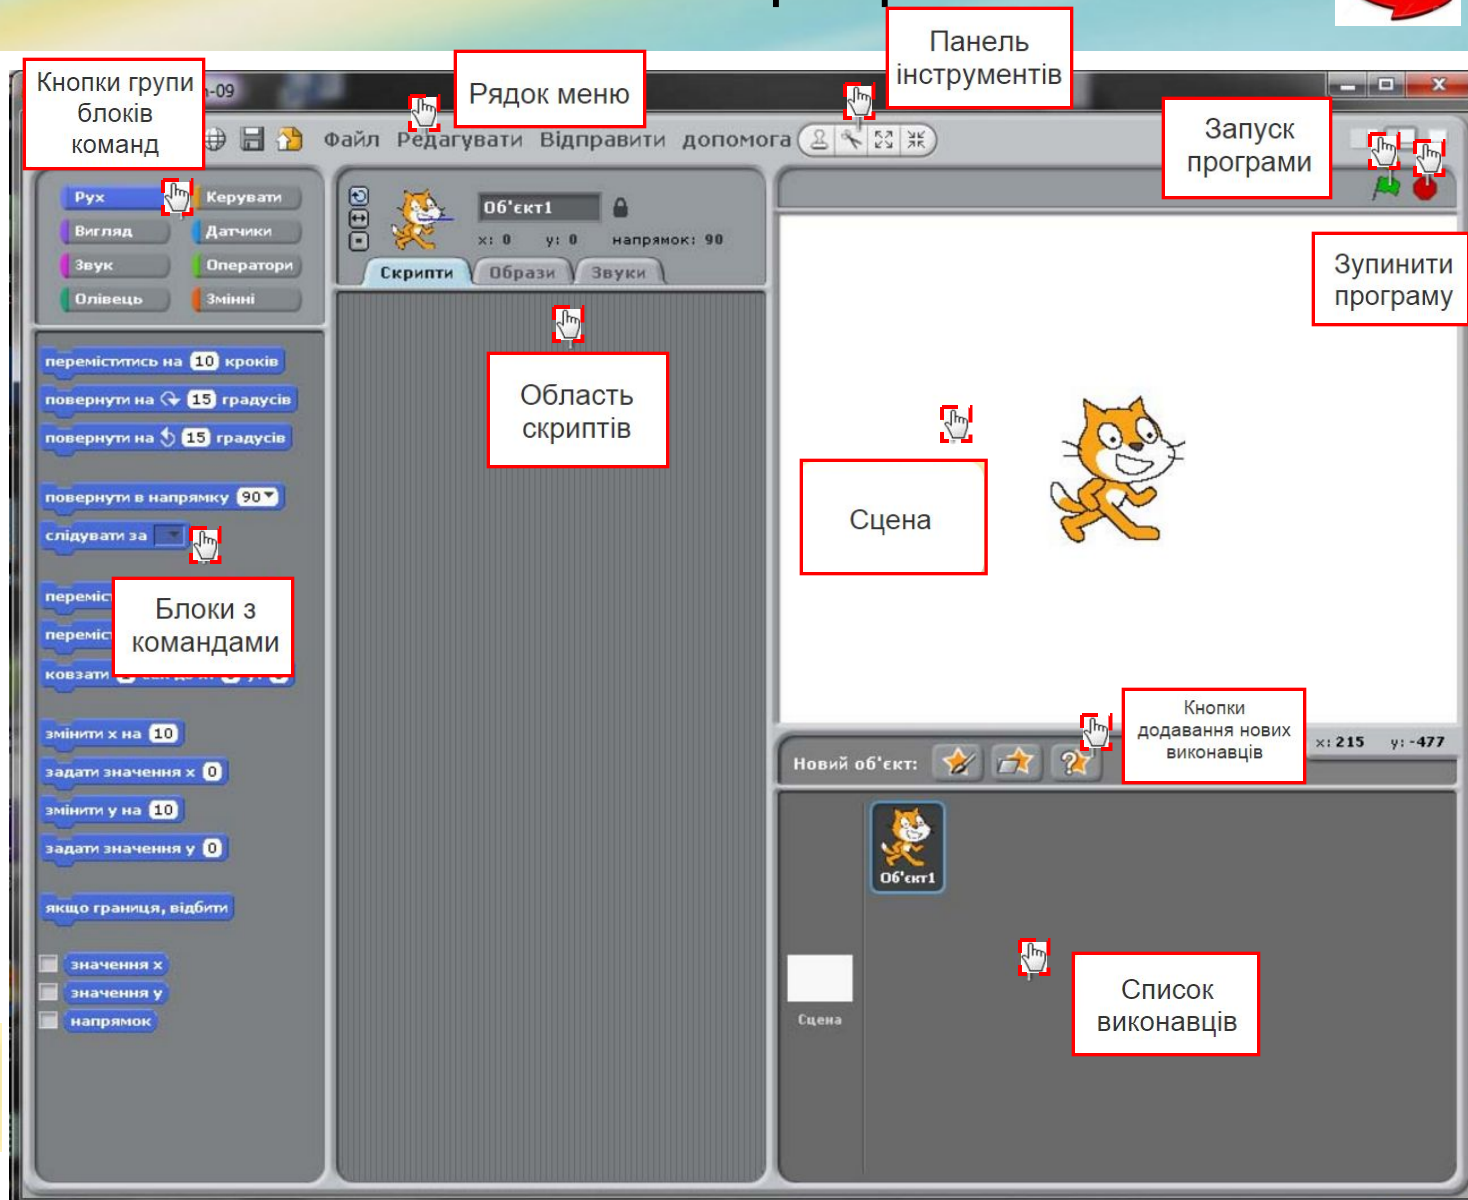 Панель
інструментів
Кнопки групи
блоків
команд
-09
Рядок меню
Запуск
програми
Файл Редагувати Відправити допомога
Рух
Керувати
Вигляд
Датчики
Звук
Оператори
Олівець
Змінні
Об'єкт1
x: 0 y: 0 напрямок: 90
Скрипти Образи Звуки
Зупинити
програму
переміститись на 10 кроків
повернути на 15 градусів
повернути на 15 градусів
повернути в напрямку 90
слідувати за
Область
скриптів
Сцена
Блоки з
командами
ковзати
змінити х на 10
задати значення х 0
змінити у на 10
задати значення у 0
якщо границя, відбити
значення х
значення у
напрямок
Кнопки
додавання нових
виконавців
x: 215 y: -477
Новий об'єкт:
Об'єкт1
Сцена
Список
виконавців